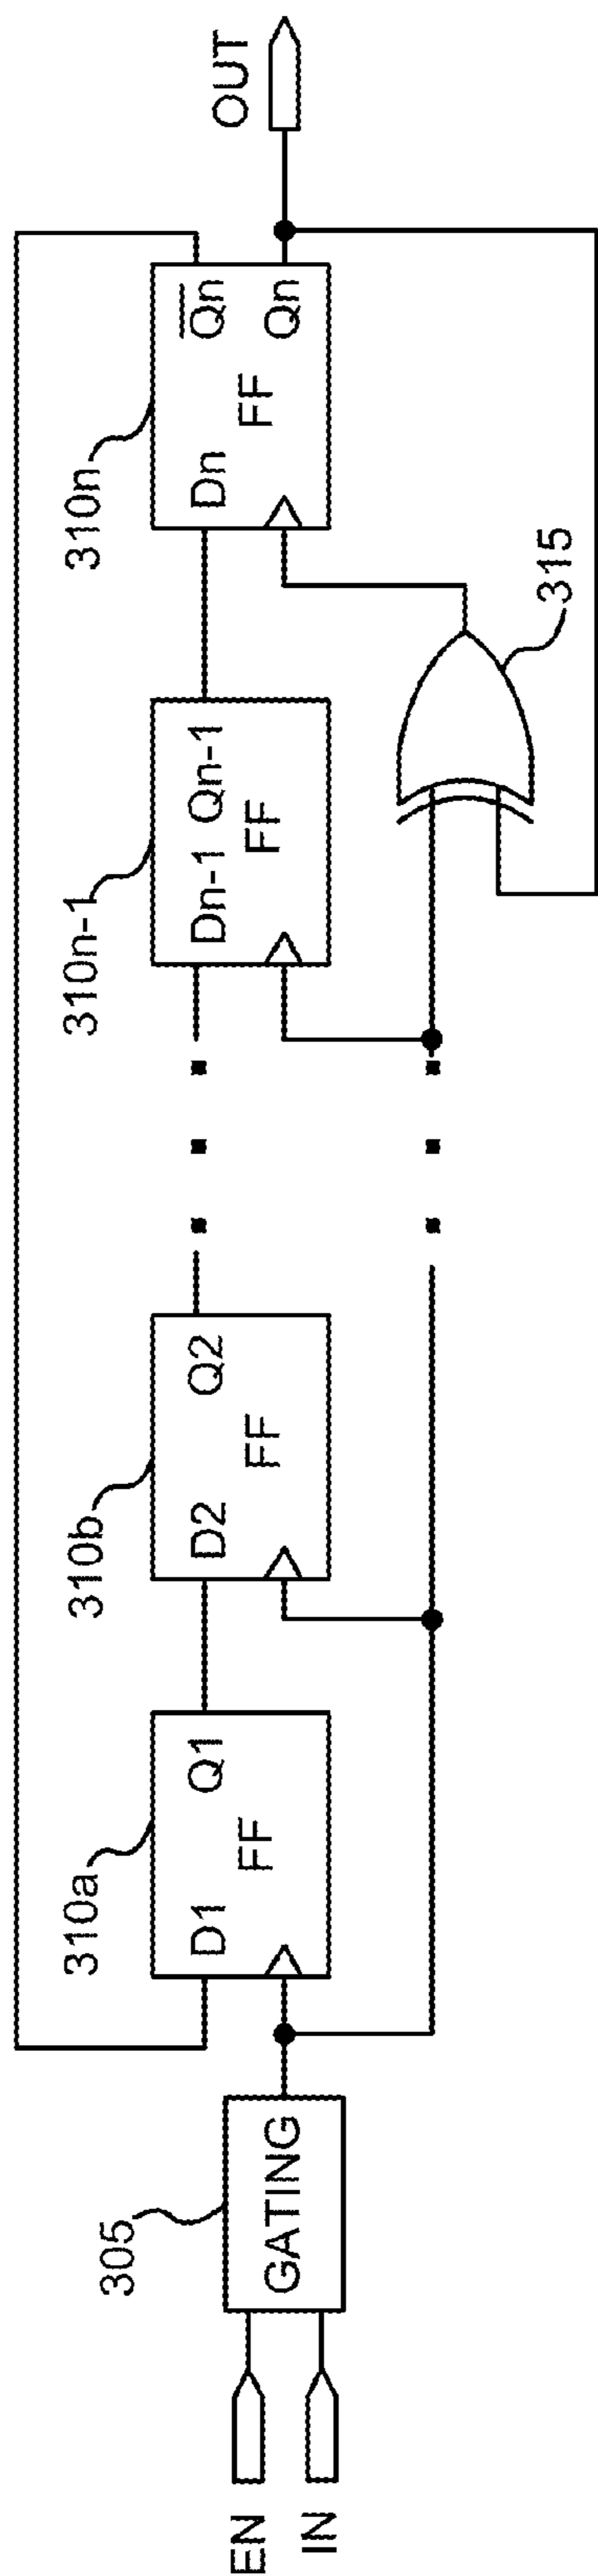 EN
IN
305
GATING
310a
D1 Q1
FF
310b
D2 Q2
FF
310n-1
Dn-1 Qn-1
FF
310n
Dn Q̅n
FF
Qn
315
OUT